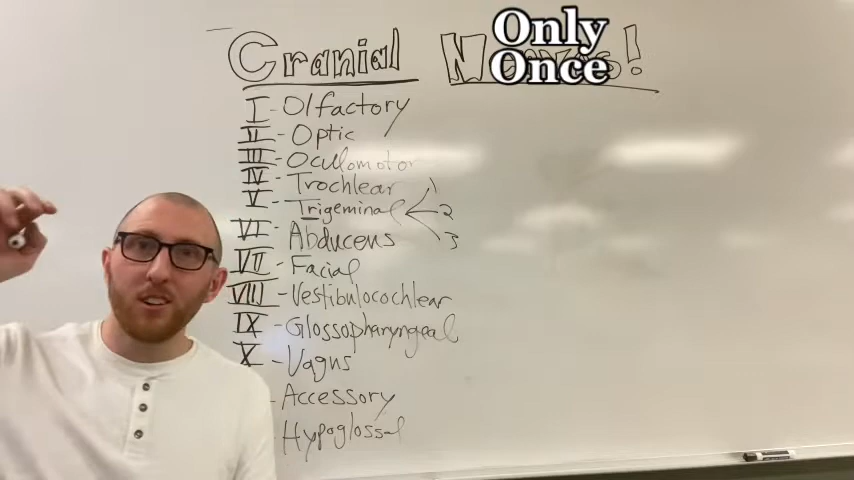 Cranial N !
Only
Once
I - Olfactory
II - Optic
III - Oculomotor
IV - Trochlear
V - Trigeminal 1 2 3
VI - Abducens
VII - Facial
VIII - Vestibulocochlear
IX - Glossopharyngeal
X - Vagus
- Accessory
- Hypoglossal